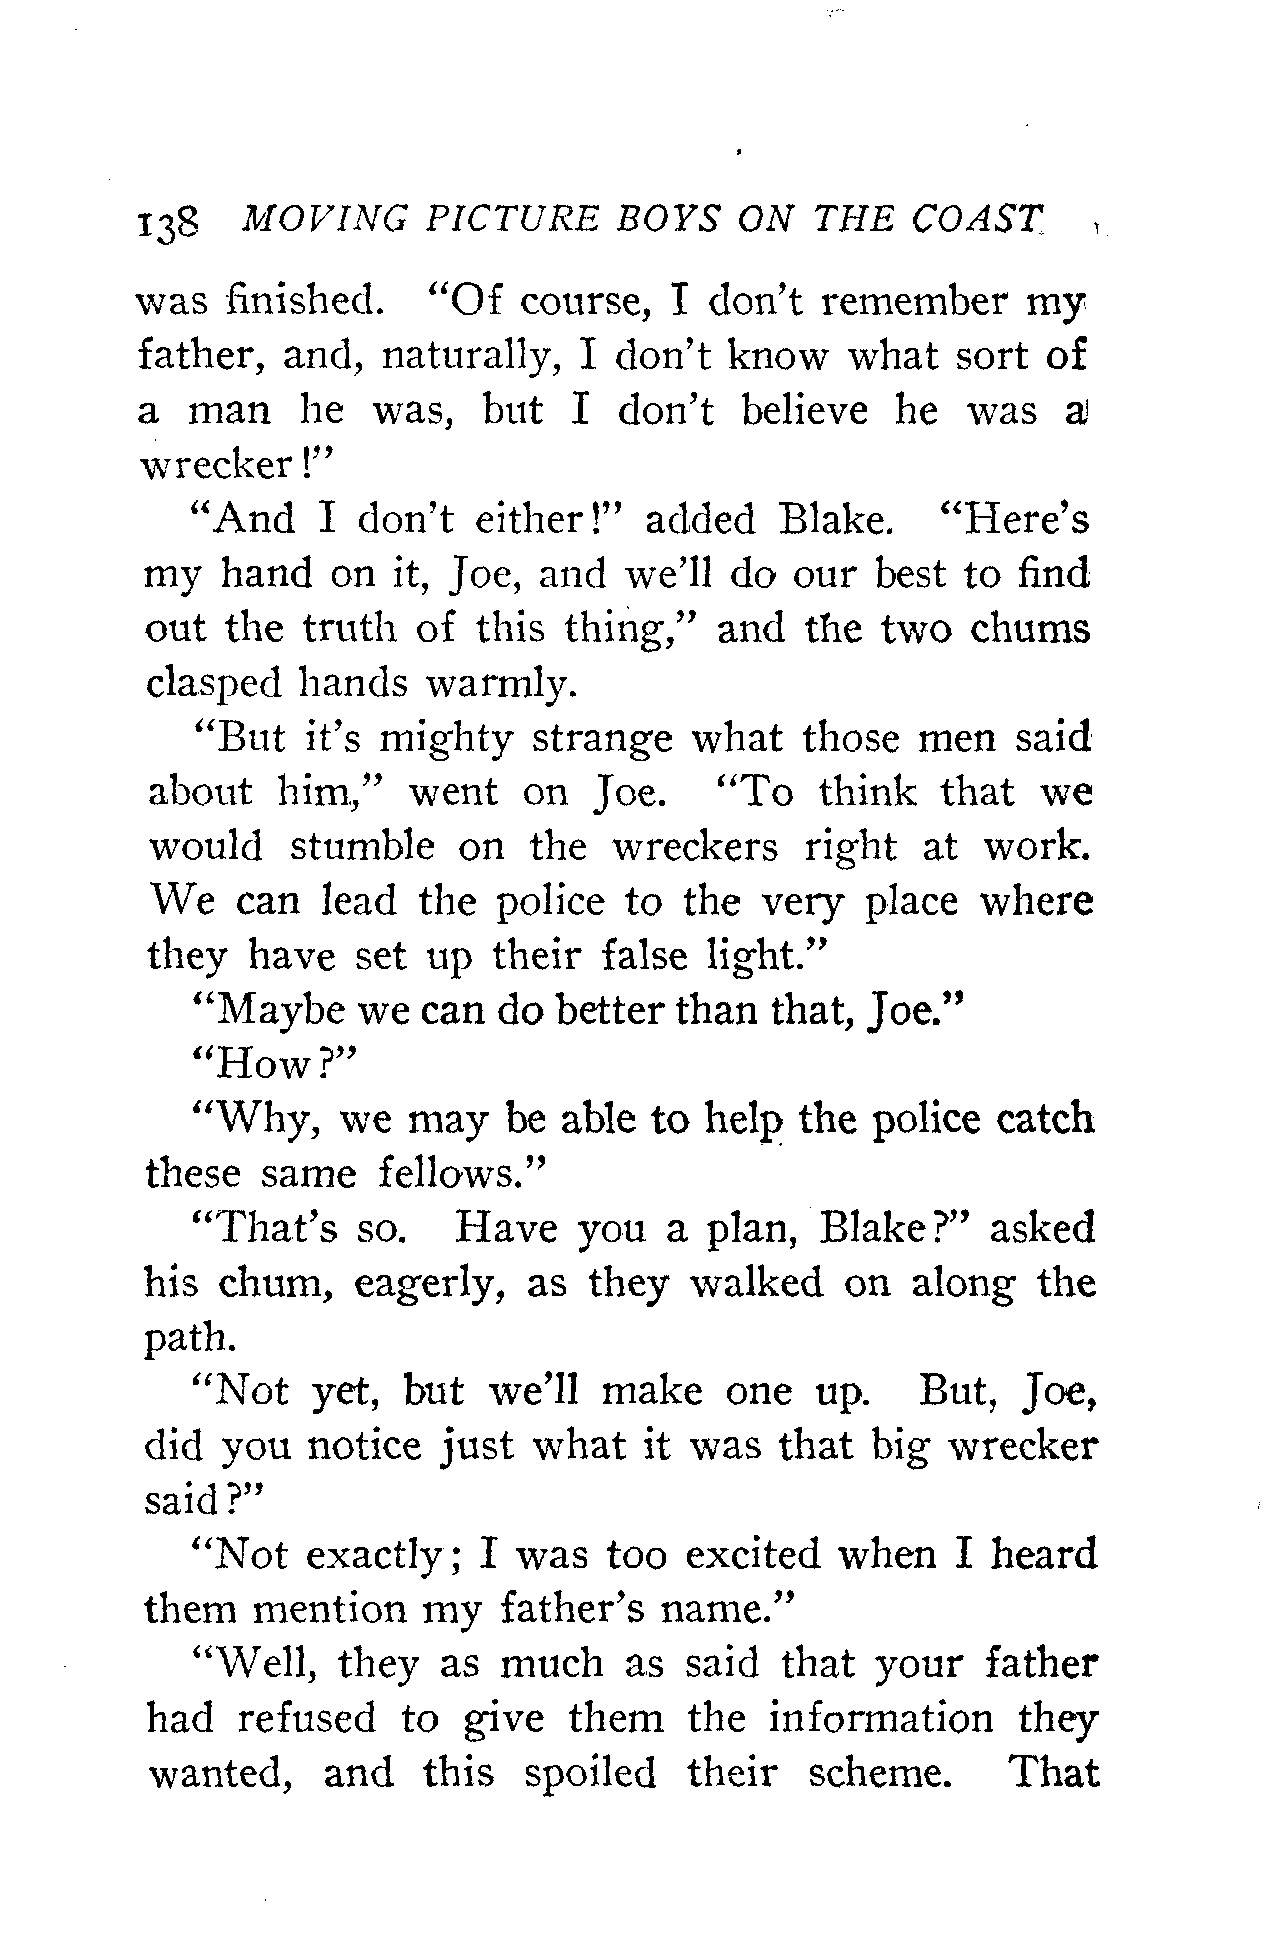 138 MOVING PICTURE BOYS ON THE COAST
was finished. “Of course, I don’t remember my
father, and, naturally, I don’t know what sort of
a man he was, but I don’t believe he was a
wrecker!”
“And I don’t either!” added Blake. “Here’s
my hand on it, Joe, and we’ll do our best to find
out the truth of this thing,” and the two chums
clasped hands warmly.
“But it’s mighty strange what those men said
about him,” went on Joe. “To think that we
would stumble on the wreckers right at work.
We can lead the police to the very place where
they have set up their false light.”
“Maybe we can do better than that, Joe.”
“How?”
“Why, we may be able to help the police catch
these same fellows.”
“That’s so. Have you a plan, Blake?” asked
his chum, eagerly, as they walked on along the
path.
“Not yet, but we’ll make one up. But, Joe,
did you notice just what it was that big wrecker
said?”
“Not exactly; I was too excited when I heard
them mention my father’s name.”
“Well, they as much as said that your father
had refused to give them the information they
wanted, and this spoiled their scheme. That